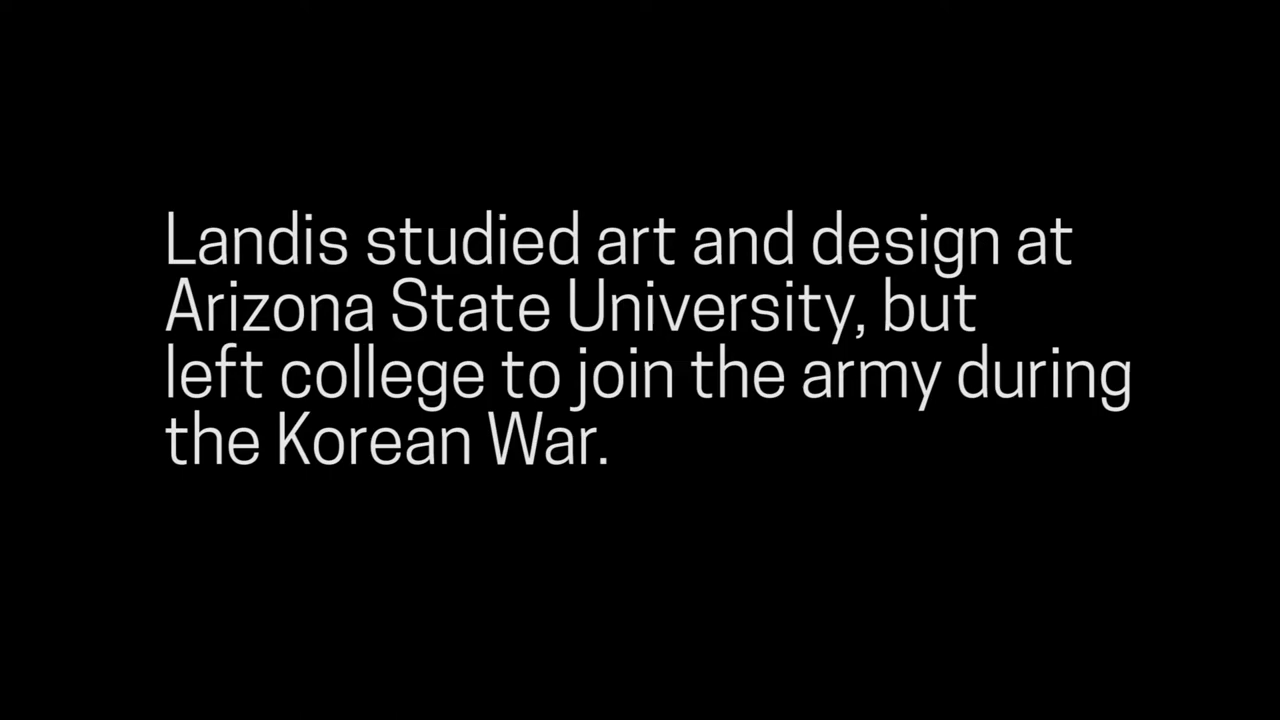 Landis studied art and design at
Arizona State University, but
left college to join the army during
the Korean War.